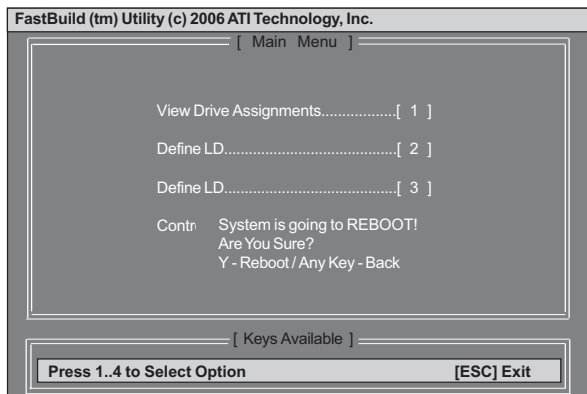 FastBuild (tm) Utility (c) 2006 ATI Technology, Inc.
[ Main Menu ]
View Drive Assignments..................[ 1 ]
Define LD.........................................[ 2 ]
Define LD.........................................[ 3 ]
Contr
System is going to REBOOT!
Are You Sure?
Y - Reboot / Any Key - Back
[ Keys Available ]
Press 1..4 to Select Option [ESC] Exit